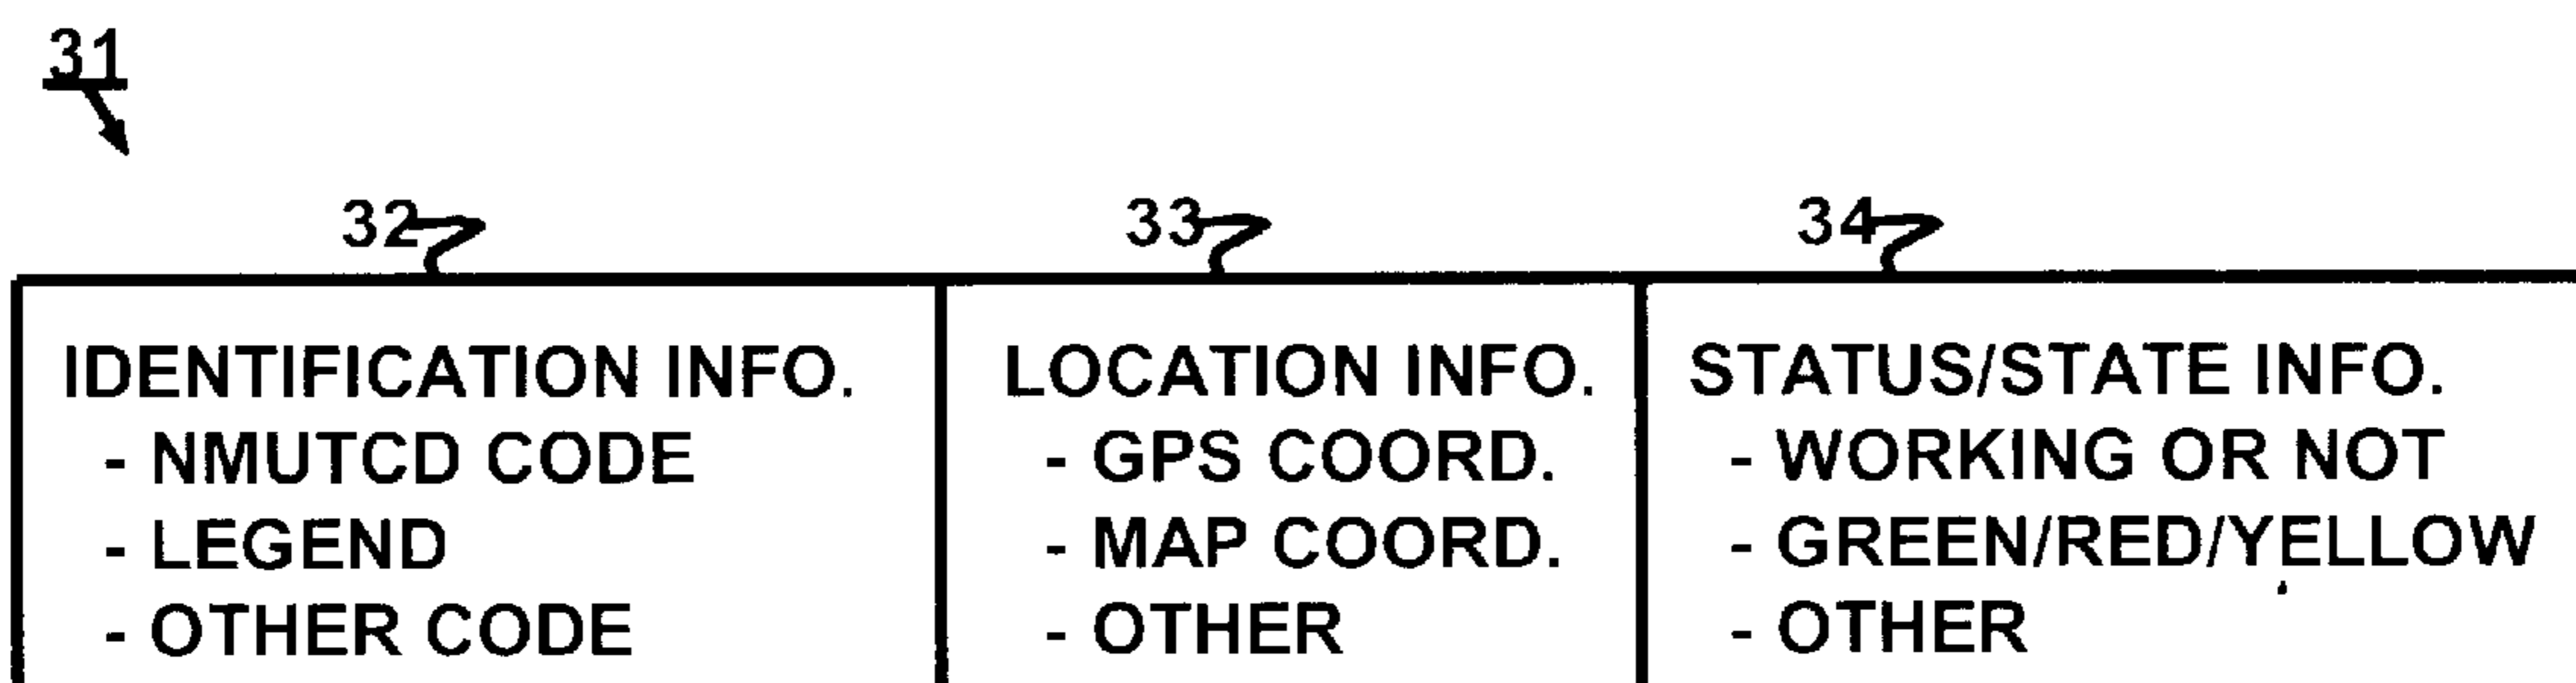 31
32 33 34
IDENTIFICATION INFO. LOCATION INFO. STATUS/STATE INFO.
- NMUTCD CODE - GPS COORD. - WORKING OR NOT
- LEGEND - MAP COORD. - GREEN/RED/YELLOW
- OTHER CODE - OTHER - OTHER